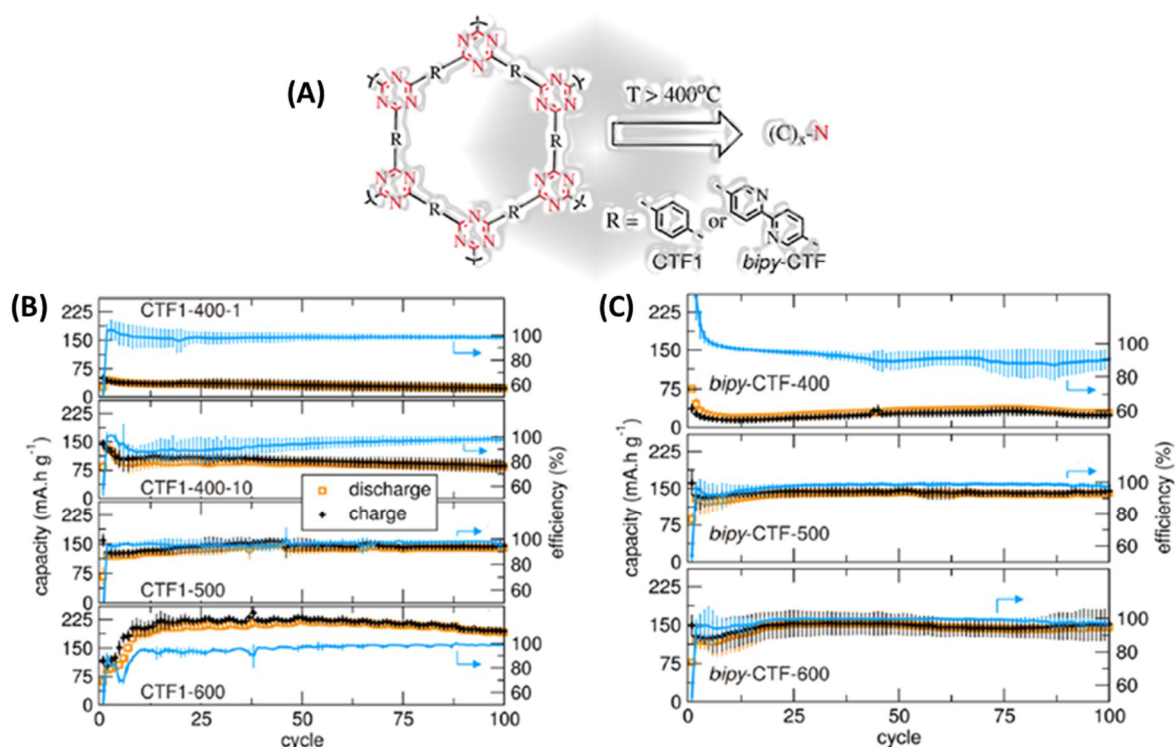 (A)
N N N
R R
N N N N N N
T > 400°C
R R
(C)x-N
N N N N N N
R R
N N N
R = or
N
N
CTF1 bipy-CTF
(B)
CTF1-400-1
225
150
75
0
100
80
60
CTF1-400-10
225
150
75
0
100
80
60
discharge
charge
CTF1-500
225
150
75
0
100
80
60
CTF1-600
225
150
75
0
100
80
60
capacity (mA.h g-1)
efficiency (%)
0 25 50 75 100
cycle
(C)
bipy-CTF-400
225
150
75
0
100
80
60
bipy-CTF-500
225
150
75
0
100
80
60
bipy-CTF-600
225
150
75
0
100
80
60
capacity (mA.h g-1)
efficiency (%)
0 25 50 75 100
cycle